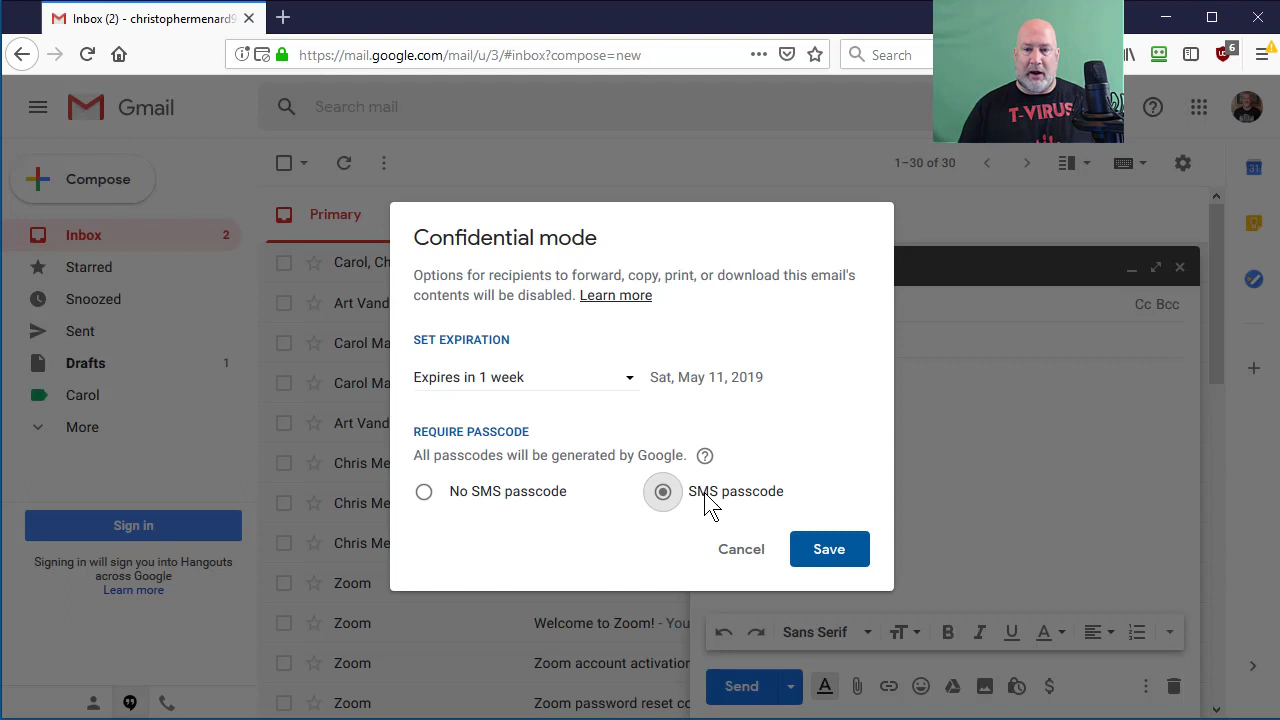 Inbox (2) - christophermenard9
https://mail.google.com/mail/u/3/#inbox?compose=new
Search
6
Gmail
Search mail
T-VIRUS
Compose
1–30 of 30
Primary
Inbox 2
Starred
Snoozed
Sent
Drafts 1
Carol
More
Carol, Ch
Art Vand
Carol Ma
Carol Ma
Art Vand
Chris Me
Chris Me
Chris Me
Zoom
Zoom Welcome to Zoom! - You
Zoom Zoom account activation
Zoom Zoom password reset co
Sign in
Signing in will sign you into Hangouts
across Google
Learn more
Confidential mode
Options for recipients to forward, copy, print, or download this email's
contents will be disabled. Learn more
SET EXPIRATION
Expires in 1 week Sat, May 11, 2019
REQUIRE PASSCODE
All passcodes will be generated by Google.
No SMS passcode SMS passcode
Cancel Save
Cc Bcc
Sans Serif
Send
31